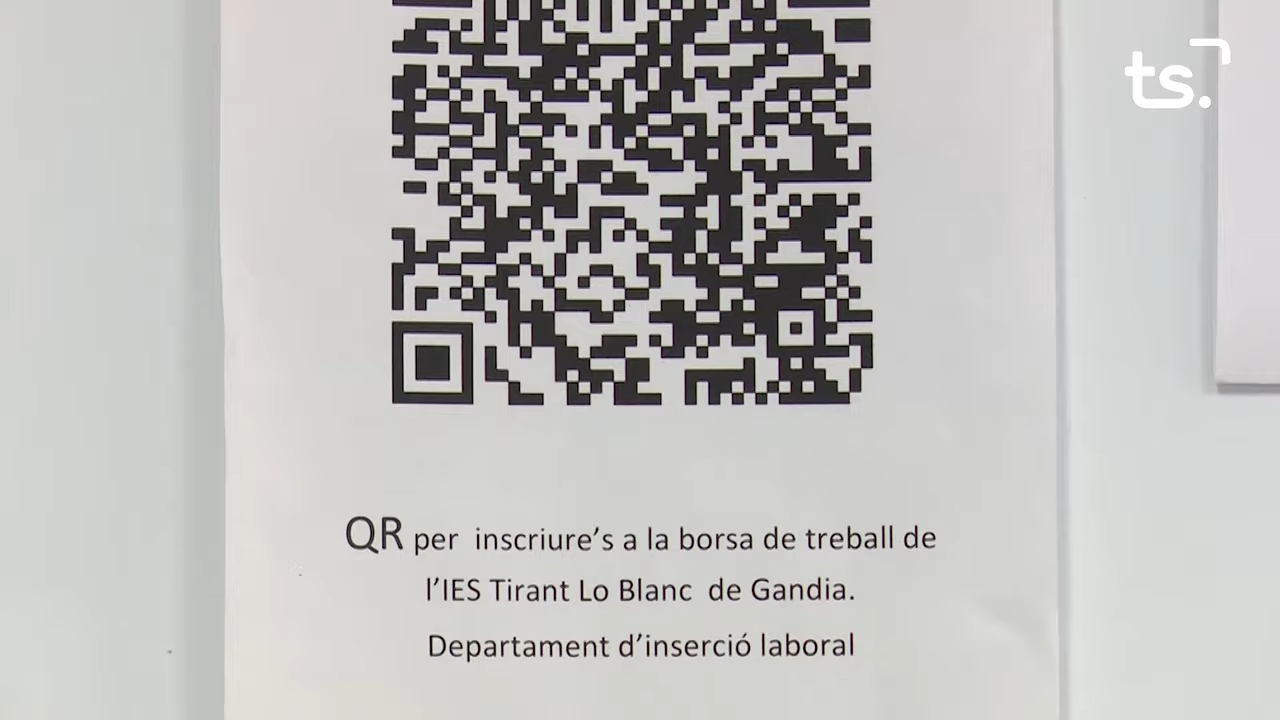 ts.
QR per inscriure's a la borsa de treball de
l'IES Tirant Lo Blanc de Gandia.
Departament d'inserció laboral